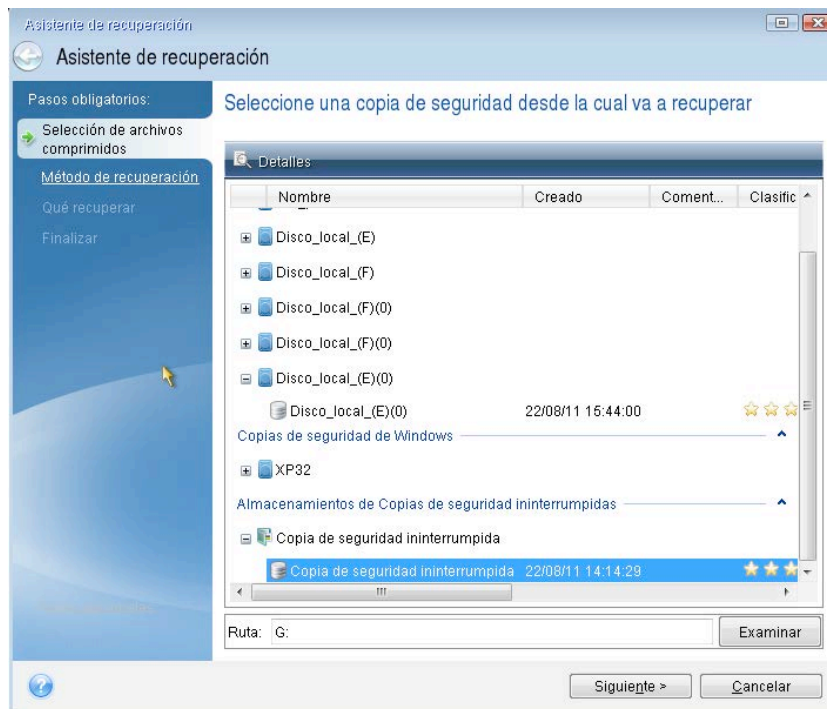 Asistente de recuperación
Asistente de recuperación
Pasos obligatorios:
Selección de archivos
comprimidos
Método de recuperación
Qué recuperar
Finalizar
Seleccione una copia de seguridad desde la cual va a recuperar
Detalles
Nombre Creado Coment... Clasific
Disco_local_(E)
Disco_local_(F)
Disco_local_(F)(0)
Disco_local_(F)(0)
Disco_local_(E)(0)
Disco_local_(E)(0) 22/08/11 15:44:00
Copias de seguridad de Windows
XP32
Almacenamientos de Copias de seguridad ininterrumpidas
Copia de seguridad ininterrumpida
Copia de seguridad ininterrumpida 22/08/11 14:14:29
Ruta: G: Examinar
Siguiente > Cancelar